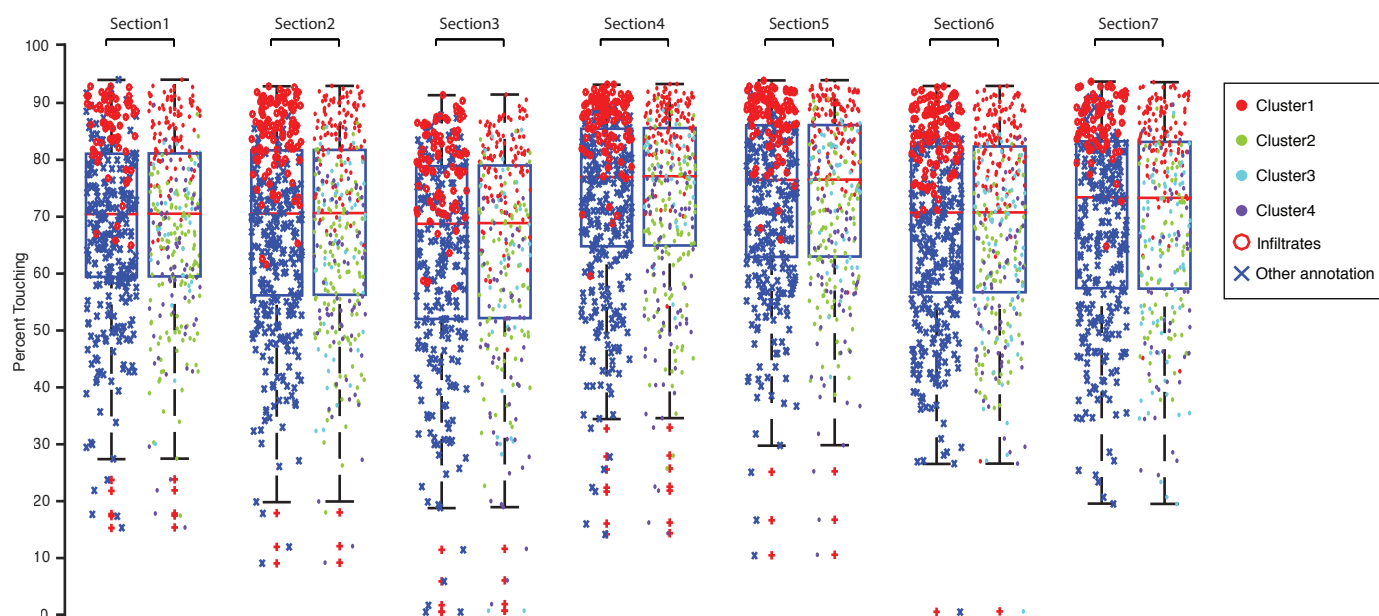 Section1 Section2 Section3 Section4 Section5 Section6 Section7
100
90
80
70
60
50
40
30
20
10
0
Percent Touching
Cluster1
Cluster2
Cluster3
Cluster4
Infiltrates
Other annotation